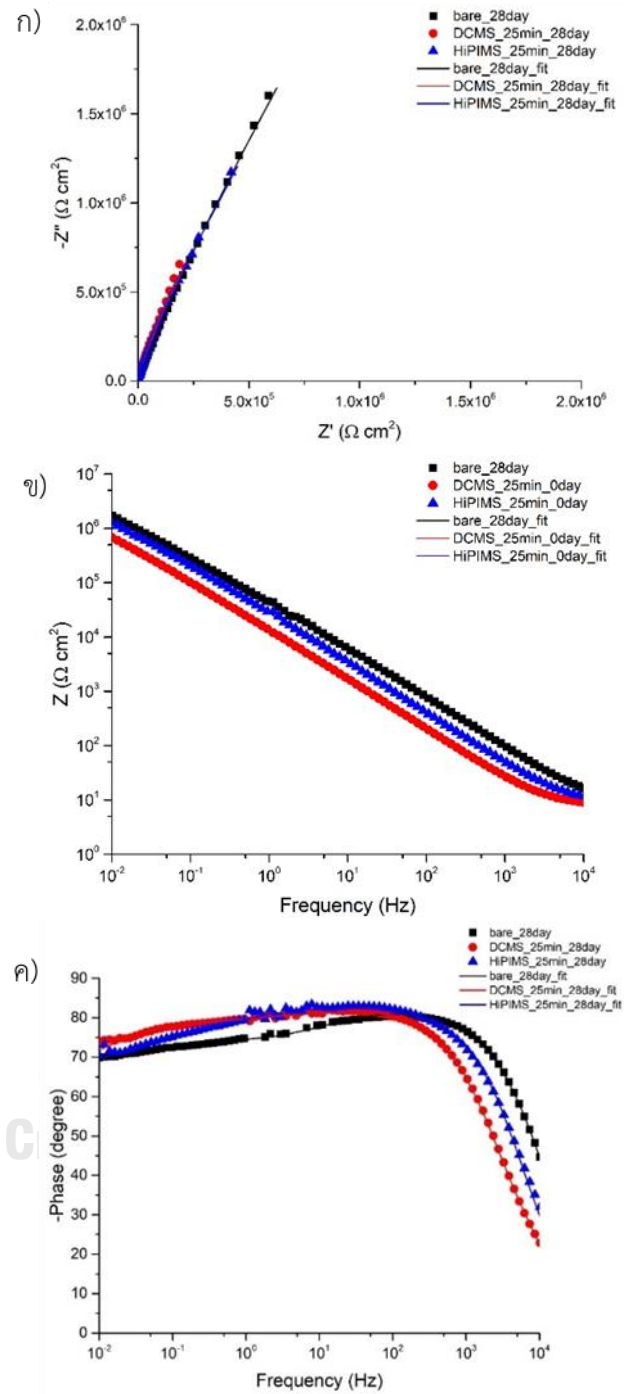 ก)
2.0x10⁶
1.5x10⁶
1.0x10⁶
5.0x10⁵
0.0
-Z" (Ω cm²)
0.0 5.0x10⁵ 1.0x10⁶ 1.5x10⁶ 2.0x10⁶
Z' (Ω cm²)
bare_28day
DCMS_25min_28day
HiPIMS_25min_28day
bare_28day_fit
DCMS_25min_28day_fit
HiPIMS_25min_28day_fit
ข)
10⁷
10⁶
10⁵
10⁴
10³
10²
10¹
10⁰
Z (Ω cm²)
10⁻² 10⁻¹ 10⁰ 10¹ 10² 10³ 10⁴
Frequency (Hz)
bare_28day
DCMS_25min_0day
HiPIMS_25min_0day
bare_28day_fit
DCMS_25min_0day_fit
HiPIMS_25min_0day_fit
ค)
90
80
70
60
50
40
30
20
10
0
-Phase (degree)
10⁻² 10⁻¹ 10⁰ 10¹ 10² 10³ 10⁴
Frequency (Hz)
bare_28day
DCMS_25min_28day
HiPIMS_25min_28day
bare_28day_fit
DCMS_25min_28day_fit
HiPIMS_25min_28day_fit